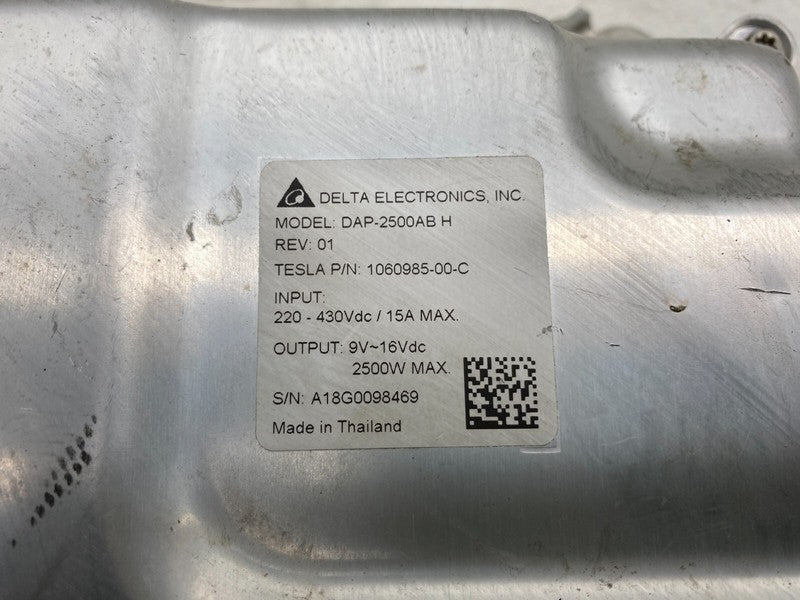 DELTA ELECTRONICS, INC.
MODEL: DAP-2500AB H
REV: 01
TESLA P/N: 1060985-00-C
INPUT:
220 - 430Vdc / 15A MAX.
OUTPUT: 9V~16Vdc
2500W MAX.
S/N: A18G0098469
Made in Thailand